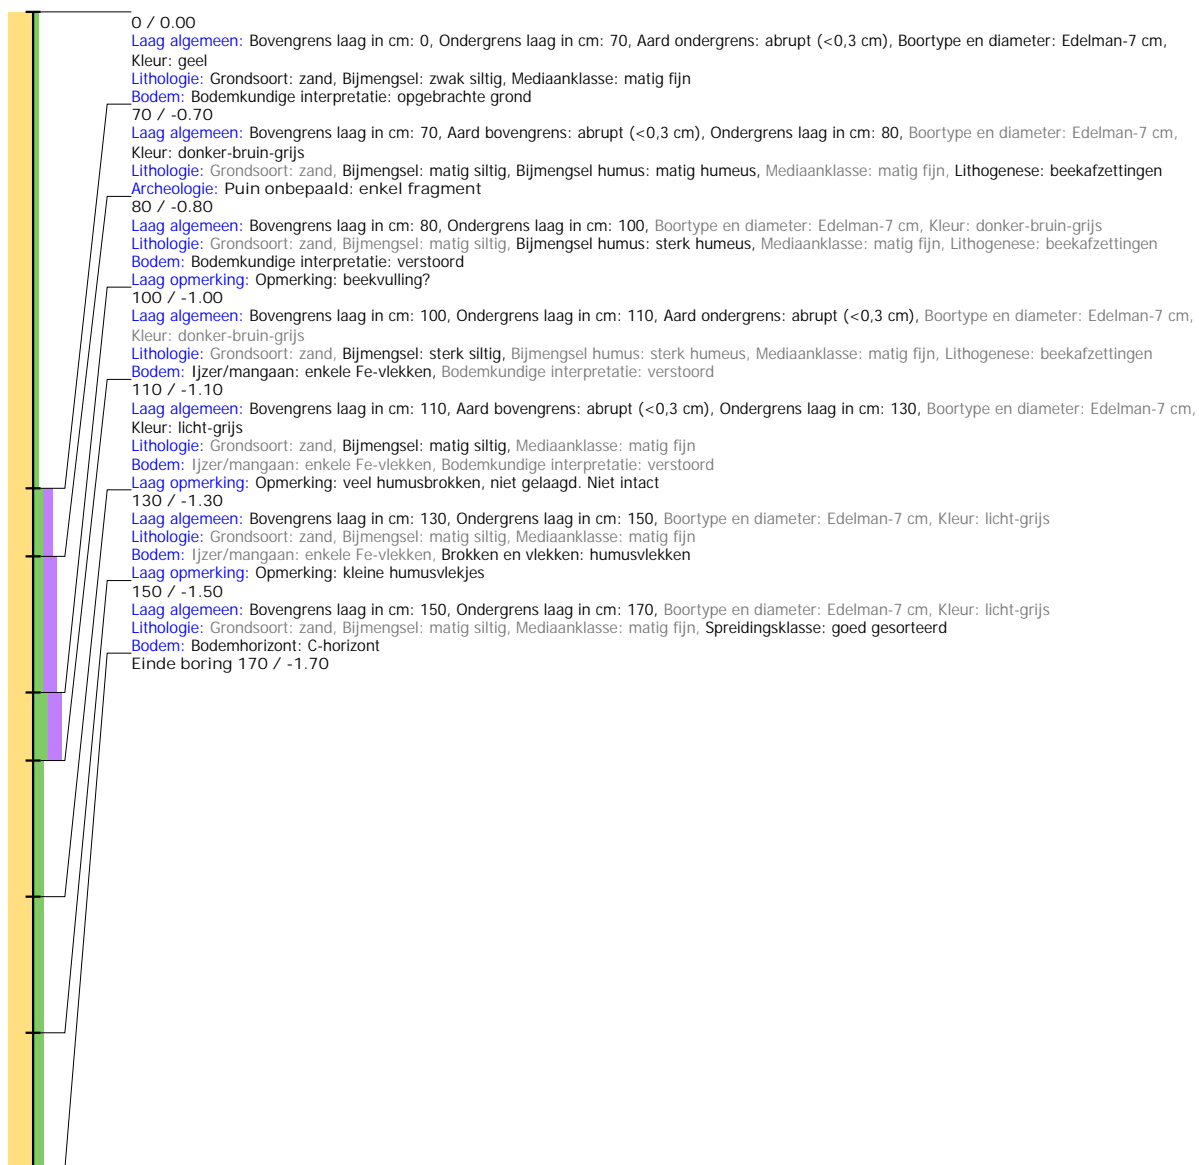 0 / 0.00
Laag algemeen: Bovengrens laag in cm: 0, Ondergrens laag in cm: 70, Aard ondergrens: abrupt (<0,3 cm), Boortype en diameter: Edelman-7 cm,
Kleur: geel
Lithologie: Grondsoort: zand, Bijmengsel: zwak siltig, Mediaanklasse: matig fijn
Bodem: Bodemkundige interpretatie: opgebrachte grond
70 / -0.70
Laag algemeen: Bovengrens laag in cm: 70, Aard bovengrens: abrupt (<0,3 cm), Ondergrens laag in cm: 80, Boortype en diameter: Edelman-7 cm,
Kleur: donker-bruin-grijs
Lithologie: Grondsoort: zand, Bijmengsel: matig siltig, Bijmengsel humus: matig humeus, Mediaanklasse: matig fijn, Lithogenese: beekafzettingen
Archeologie: Puin onbepaald: enkel fragment
80 / -0.80
Laag algemeen: Bovengrens laag in cm: 80, Ondergrens laag in cm: 100, Boortype en diameter: Edelman-7 cm, Kleur: donker-bruin-grijs
Lithologie: Grondsoort: zand, Bijmengsel: matig siltig, Bijmengsel humus: sterk humeus, Mediaanklasse: matig fijn, Lithogenese: beekafzettingen
Bodem: Bodemkundige interpretatie: verstoord
Laag opmerking: Opmerking: beekvulling?
100 / -1.00
Laag algemeen: Bovengrens laag in cm: 100, Ondergrens laag in cm: 110, Aard ondergrens: abrupt (<0,3 cm), Boortype en diameter: Edelman-7 cm,
Kleur: donker-bruin-grijs
Lithologie: Grondsoort: zand, Bijmengsel: sterk siltig, Bijmengsel humus: sterk humeus, Mediaanklasse: matig fijn, Lithogenese: beekafzettingen
Bodem: Ijzer/mangaan: enkele Fe-vlekken, Bodemkundige interpretatie: verstoord
110 / -1.10
Laag algemeen: Bovengrens laag in cm: 110, Aard bovengrens: abrupt (<0,3 cm), Ondergrens laag in cm: 130, Boortype en diameter: Edelman-7 cm,
Kleur: licht-grijs
Lithologie: Grondsoort: zand, Bijmengsel: matig siltig, Mediaanklasse: matig fijn
Bodem: Ijzer/mangaan: enkele Fe-vlekken, Bodemkundige interpretatie: verstoord
Laag opmerking: Opmerking: veel humusbrokken, niet gelaagd. Niet intact
130 / -1.30
Laag algemeen: Bovengrens laag in cm: 130, Ondergrens laag in cm: 150, Boortype en diameter: Edelman-7 cm, Kleur: licht-grijs
Lithologie: Grondsoort: zand, Bijmengsel: matig siltig, Mediaanklasse: matig fijn
Bodem: Ijzer/mangaan: enkele Fe-vlekken, Brokken en vlekken: humusvlekken
Laag opmerking: Opmerking: kleine humusvlekjes
150 / -1.50
Laag algemeen: Bovengrens laag in cm: 150, Ondergrens laag in cm: 170, Boortype en diameter: Edelman-7 cm, Kleur: licht-grijs
Lithologie: Grondsoort: zand, Bijmengsel: matig siltig, Mediaanklasse: matig fijn, Spreidingsklasse: goed gesorteerd
Bodem: Bodemhorizont: C-horizont
Einde boring 170 / -1.70